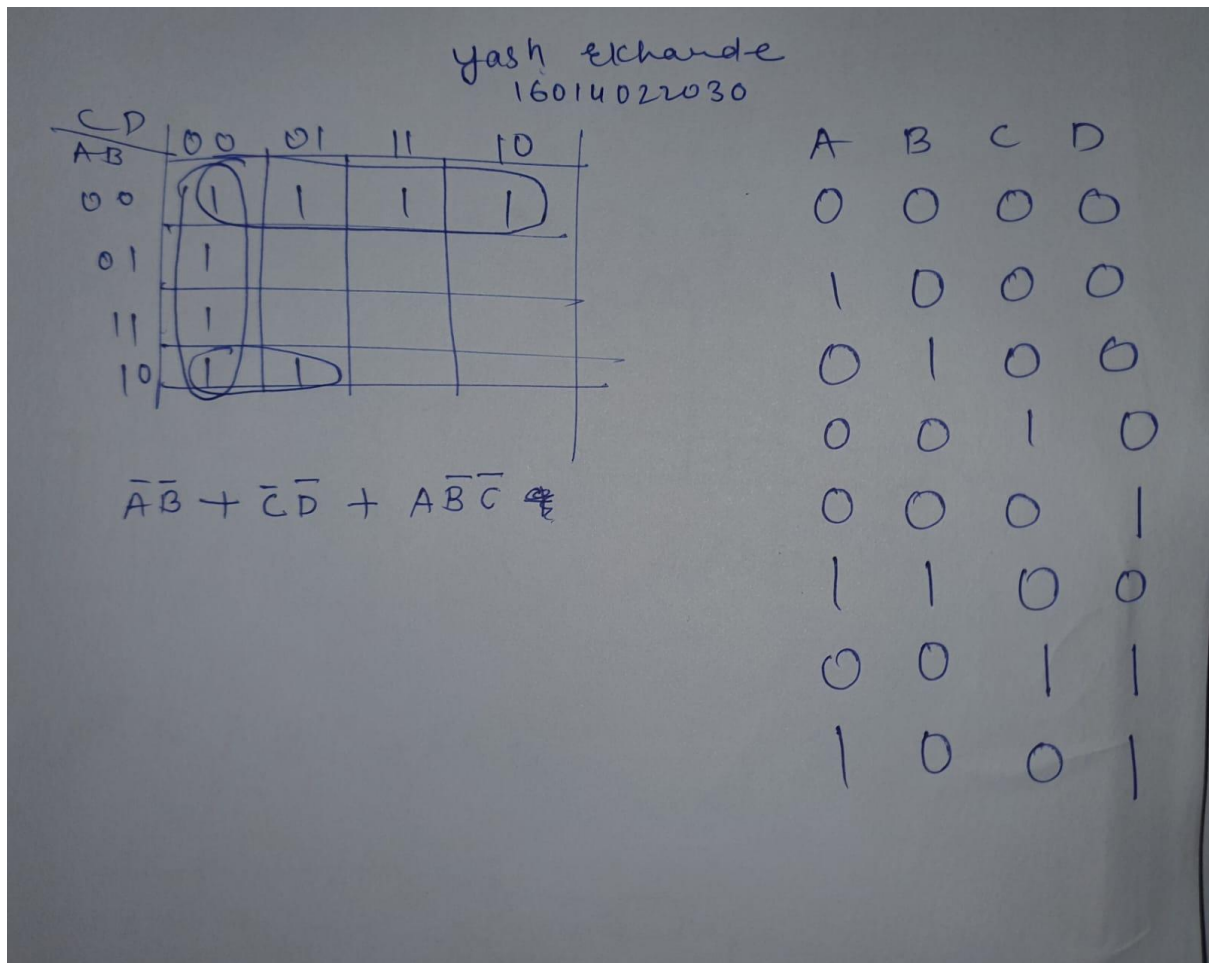 Yash Ekhande
16014022030
CD
AB 00 01 11 10
00 1 1 1 1
01 1
11 1
10 1 1
A̅B̅ + C̅D̅ + AB̅C̅
A B C D
0 0 0 0
1 0 0 0
0 1 0 0
0 0 1 0
0 0 0 1
1 1 0 0
0 0 1 1
1 0 0 1